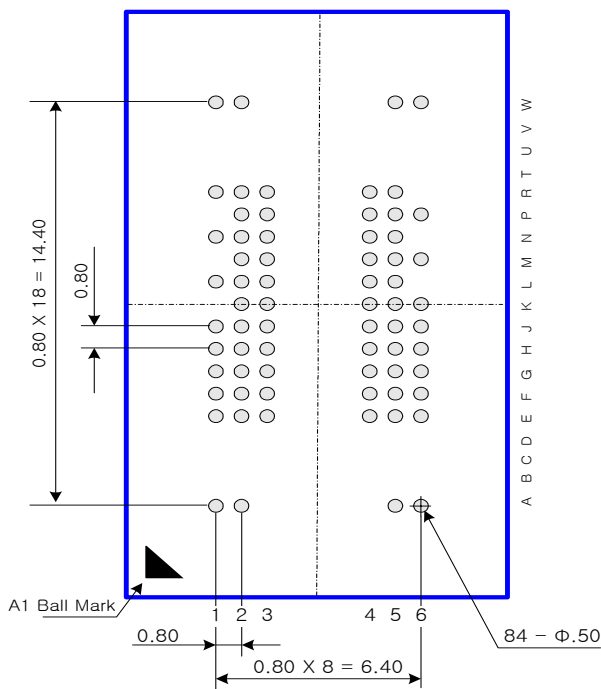 W
V
U
T
R
P
N
M
L
K
J
H
G
F
E
D
C
B
A
0.80 X 18 = 14.40
0.80
A1 Ball Mark
1 2 3 4 5 6
0.80
84 - Φ.50
0.80 X 8 = 6.40